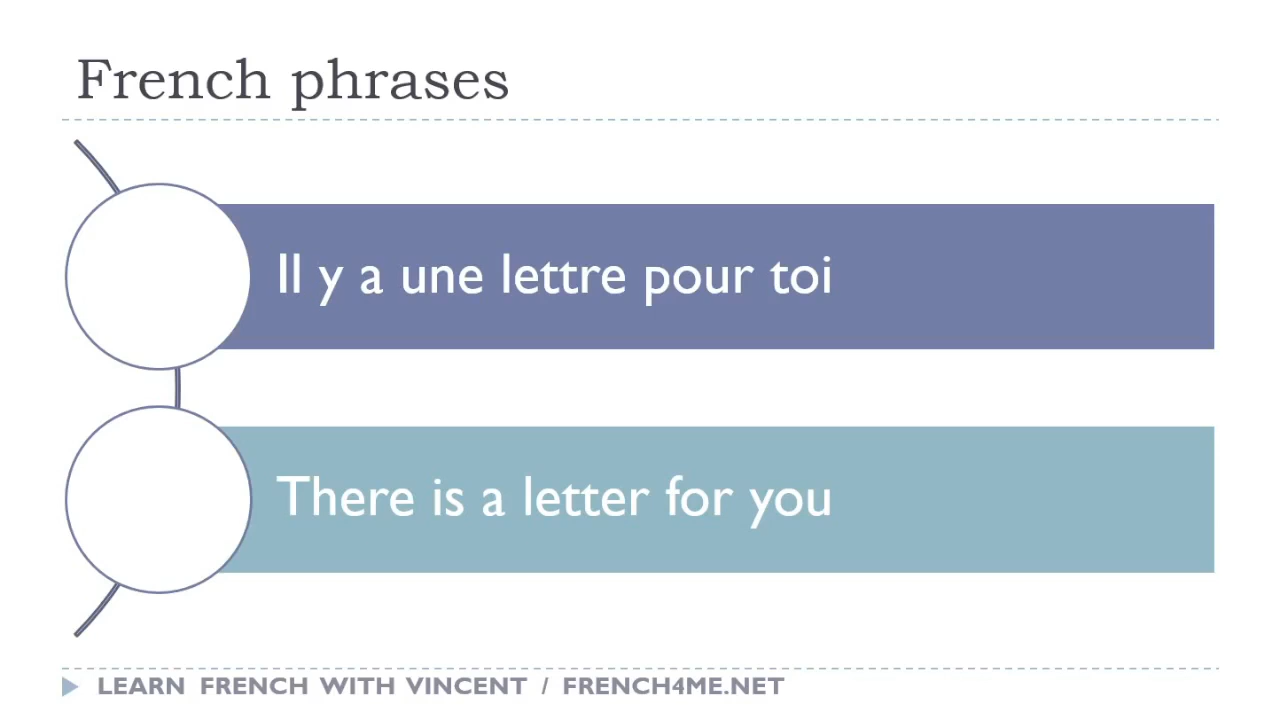 French phrases
Il y a une lettre pour toi
There is a letter for you
LEARN FRENCH WITH VINCENT / FRENCH4ME.NET